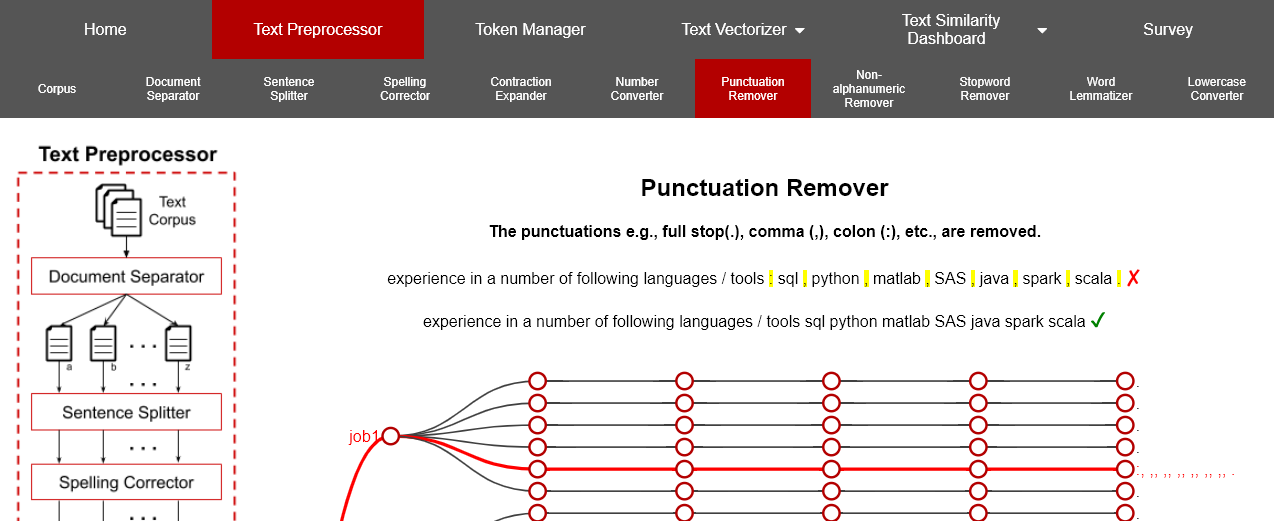 Home
Text Preprocessor
Token Manager
Text Vectorizer
Text Similarity
Dashboard
Survey
Corpus
Document
Separator
Sentence
Splitter
Spelling
Corrector
Contraction
Expander
Number
Converter
Punctuation
Remover
Non-
alphanumeric
Remover
Stopword
Remover
Word
Lemmatizer
Lowercase
Converter
Text Preprocessor
Text
Corpus
Document Separator
a b z
Sentence Splitter
Spelling Corrector
Punctuation Remover
The punctuations e.g., full stop(.), comma (,), colon (:), etc., are removed.
experience in a number of following languages / tools : sql , python , matlab , SAS , java , spark , scala . ✗
experience in a number of following languages / tools sql python matlab SAS java spark scala ✓
.
.
.
.
job1
.
.